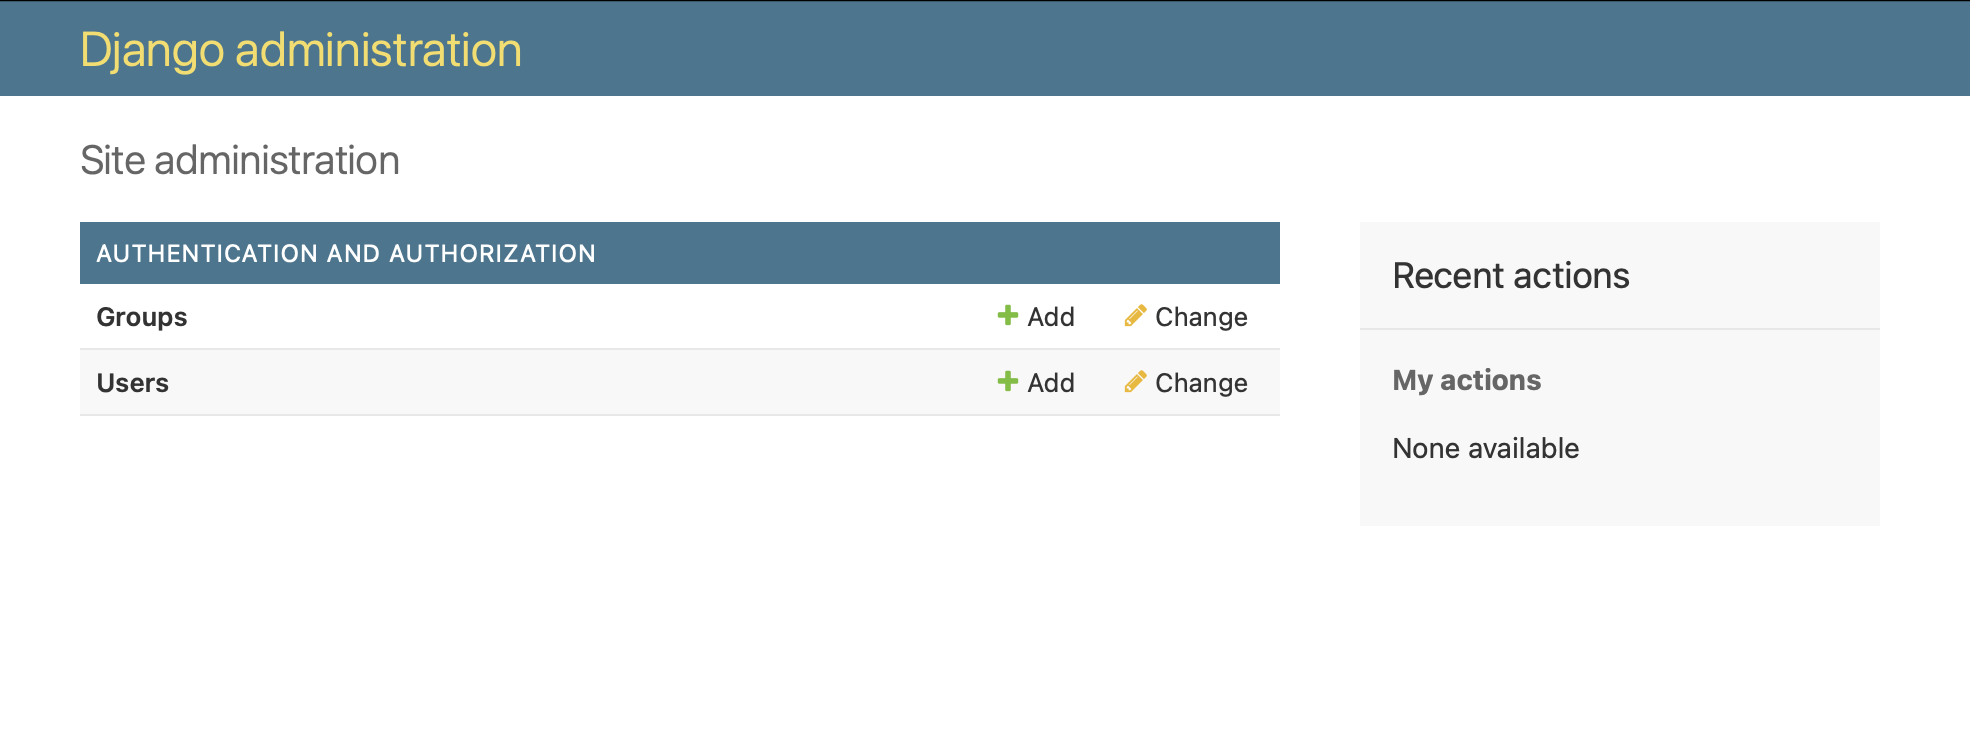 Django administration
Site administration
AUTHENTICATION AND AUTHORIZATION
Groups Add Change
Users Add Change
Recent actions
My actions
None available